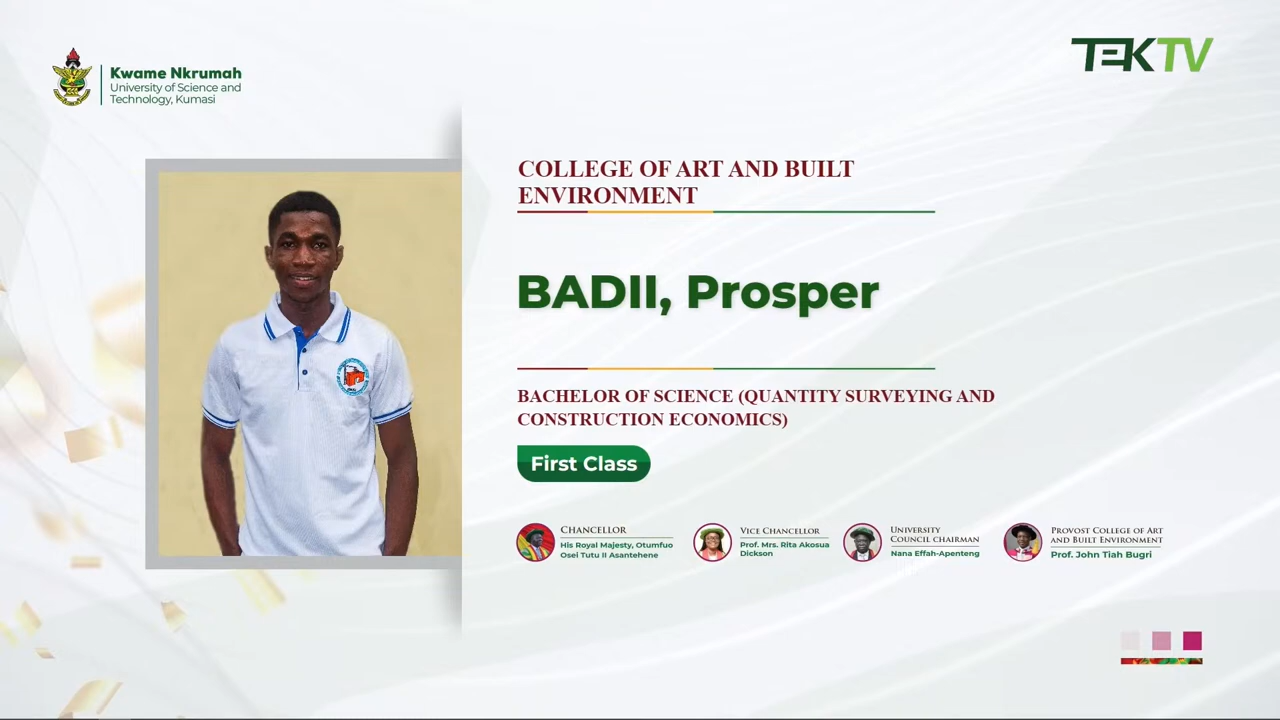 Kwame Nkrumah
University of Science and
Technology, Kumasi
TEKTV
COLLEGE OF ART AND BUILT
ENVIRONMENT
BADII, Prosper
BACHELOR OF SCIENCE (QUANTITY SURVEYING AND
CONSTRUCTION ECONOMICS)
First Class
CHANCELLOR
His Royal Majesty, Otumfuo
Osei Tutu II Asantehene
VICE CHANCELLOR
Prof. Mrs. Rita Akosua
Dickson
UNIVERSITY
COUNCIL CHAIRMAN
Nana Effah-Apenteng
PROVOST COLLEGE OF ART
AND BUILT ENVIRONMENT
Prof. John Tiah Bugri